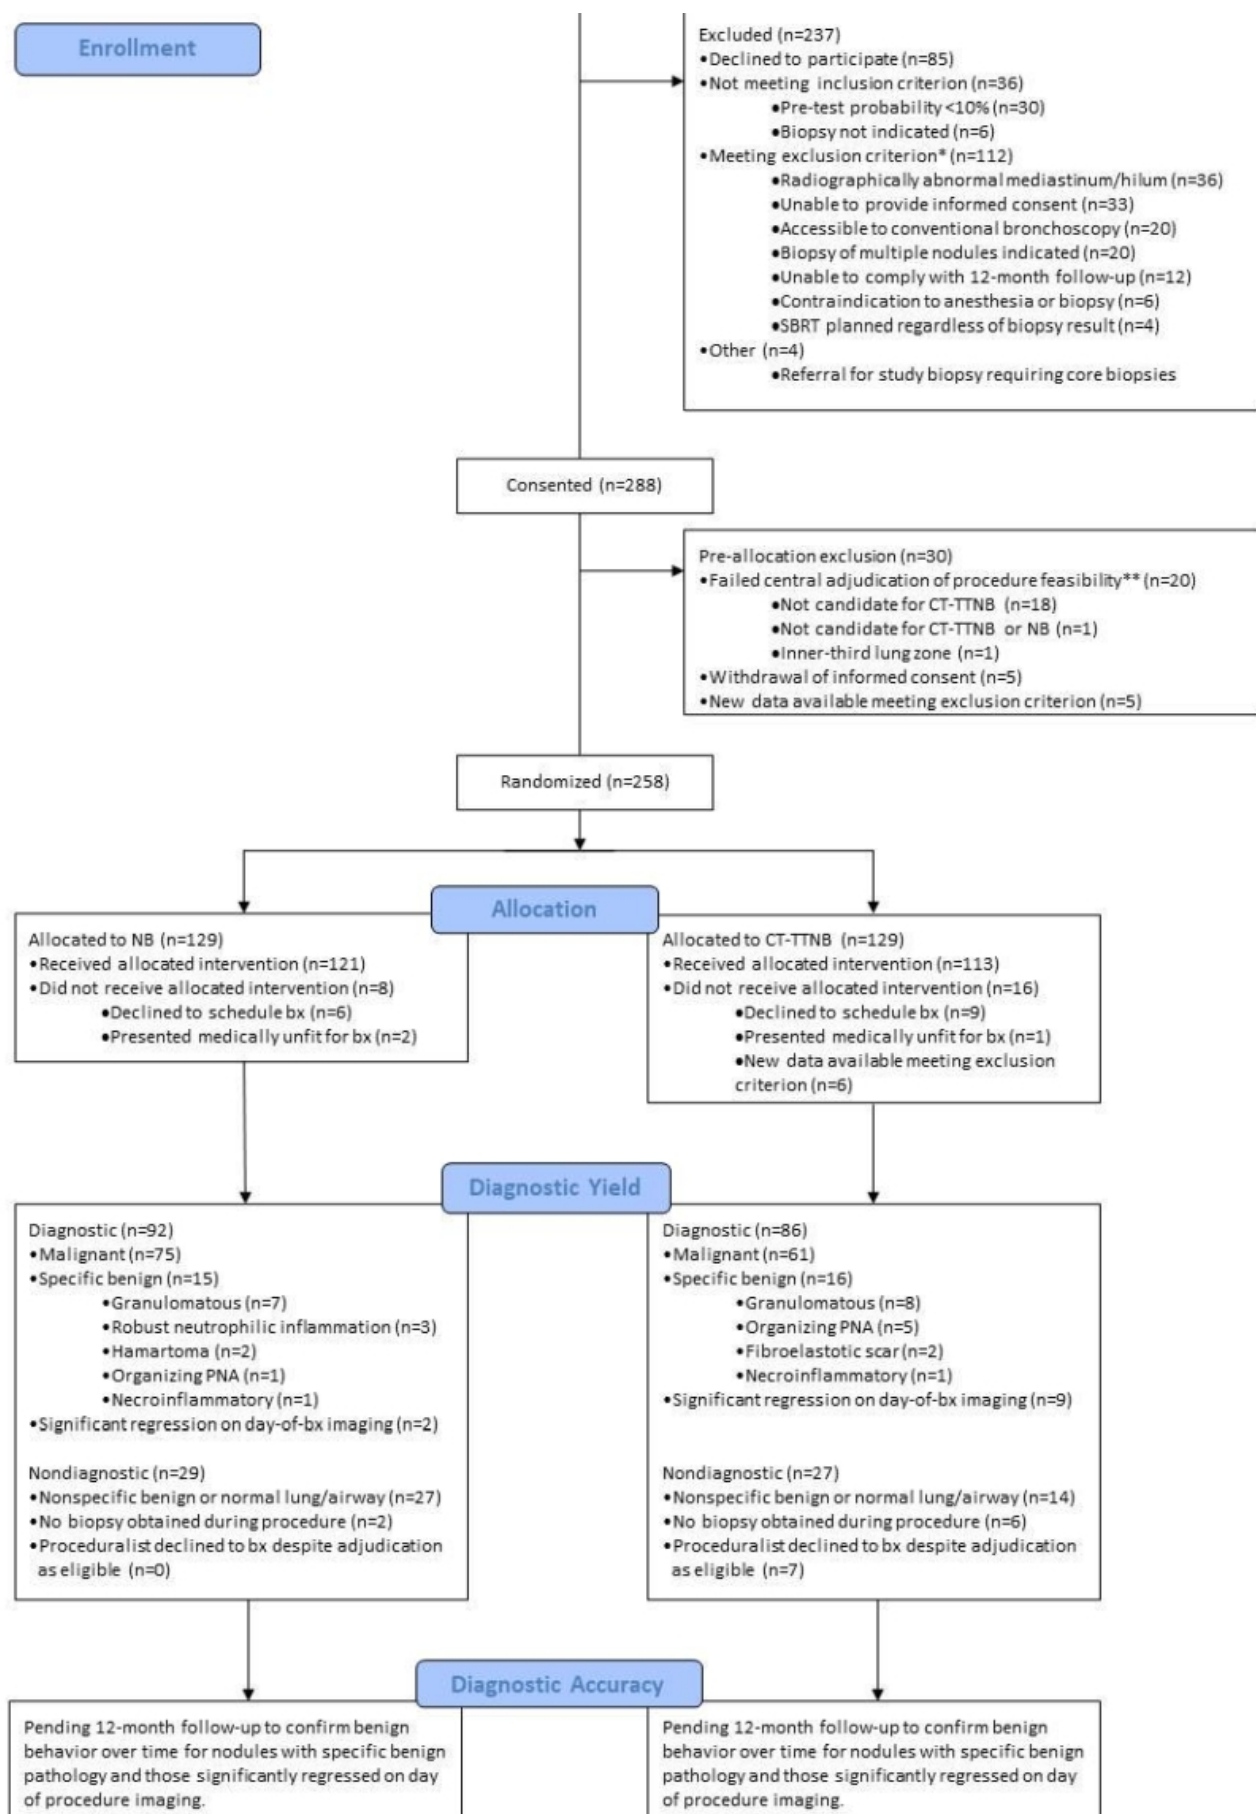 Enrollment
Excluded (n=237)
•Declined to participate (n=85)
•Not meeting inclusion criterion (n=36)
•Pre-test probability <10% (n=30)
•Biopsy not indicated (n=6)
•Meeting exclusion criterion* (n=112)
•Radiographically abnormal mediastinum/hilum (n=36)
•Unable to provide informed consent (n=33)
•Accessible to conventional bronchoscopy (n=20)
•Biopsy of multiple nodules indicated (n=20)
•Unable to comply with 12-month follow-up (n=12)
•Contraindication to anesthesia or biopsy (n=6)
•SBRT planned regardless of biopsy result (n=4)
•Other (n=4)
•Referral for study biopsy requiring core biopsies
Consented (n=288)
Pre-allocation exclusion (n=30)
•Failed central adjudication of procedure feasibility** (n=20)
•Not candidate for CT-TTNB (n=18)
•Not candidate for CT-TTNB or NB (n=1)
•Inner-third lung zone (n=1)
•Withdrawal of informed consent (n=5)
•New data available meeting exclusion criterion (n=5)
Randomized (n=258)
Allocation
Allocated to NB (n=129)
•Received allocated intervention (n=121)
•Did not receive allocated intervention (n=8)
•Declined to schedule bx (n=6)
•Presented medically unfit for bx (n=2)
Allocated to CT-TTNB (n=129)
•Received allocated intervention (n=113)
•Did not receive allocated intervention (n=16)
•Declined to schedule bx (n=9)
•Presented medically unfit for bx (n=1)
•New data available meeting exclusion
criterion (n=6)
Diagnostic Yield
Diagnostic (n=92)
•Malignant (n=75)
•Specific benign (n=15)
•Granulomatous (n=7)
•Robust neutrophilic inflammation (n=3)
•Hamartoma (n=2)
•Organizing PNA (n=1)
•Necroinflammatory (n=1)
•Significant regression on day-of-bx imaging (n=2)
Nondiagnostic (n=29)
•Nonspecific benign or normal lung/airway (n=27)
•No biopsy obtained during procedure (n=2)
•Proceduralist declined to bx despite adjudication
as eligible (n=0)
Diagnostic (n=86)
•Malignant (n=61)
•Specific benign (n=16)
•Granulomatous (n=8)
•Organizing PNA (n=5)
•Fibroelastotic scar (n=2)
•Necroinflammatory (n=1)
•Significant regression on day-of-bx imaging (n=9)
Nondiagnostic (n=27)
•Nonspecific benign or normal lung/airway (n=14)
•No biopsy obtained during procedure (n=6)
•Proceduralist declined to bx despite adjudication
as eligible (n=7)
Diagnostic Accuracy
Pending 12-month follow-up to confirm benign
behavior over time for nodules with specific benign
pathology and those significantly regressed on day
of procedure imaging.
Pending 12-month follow-up to confirm benign
behavior over time for nodules with specific benign
pathology and those significantly regressed on day
of procedure imaging.